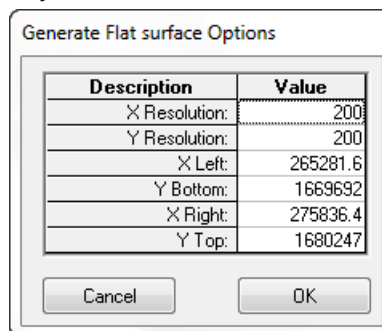 Generate Flat surface Options
Description Value
X Resolution: 200
Y Resolution: 200
X Left: 265281.6
Y Bottom: 1669692
X Right: 275836.4
Y Top: 1680247
Cancel OK